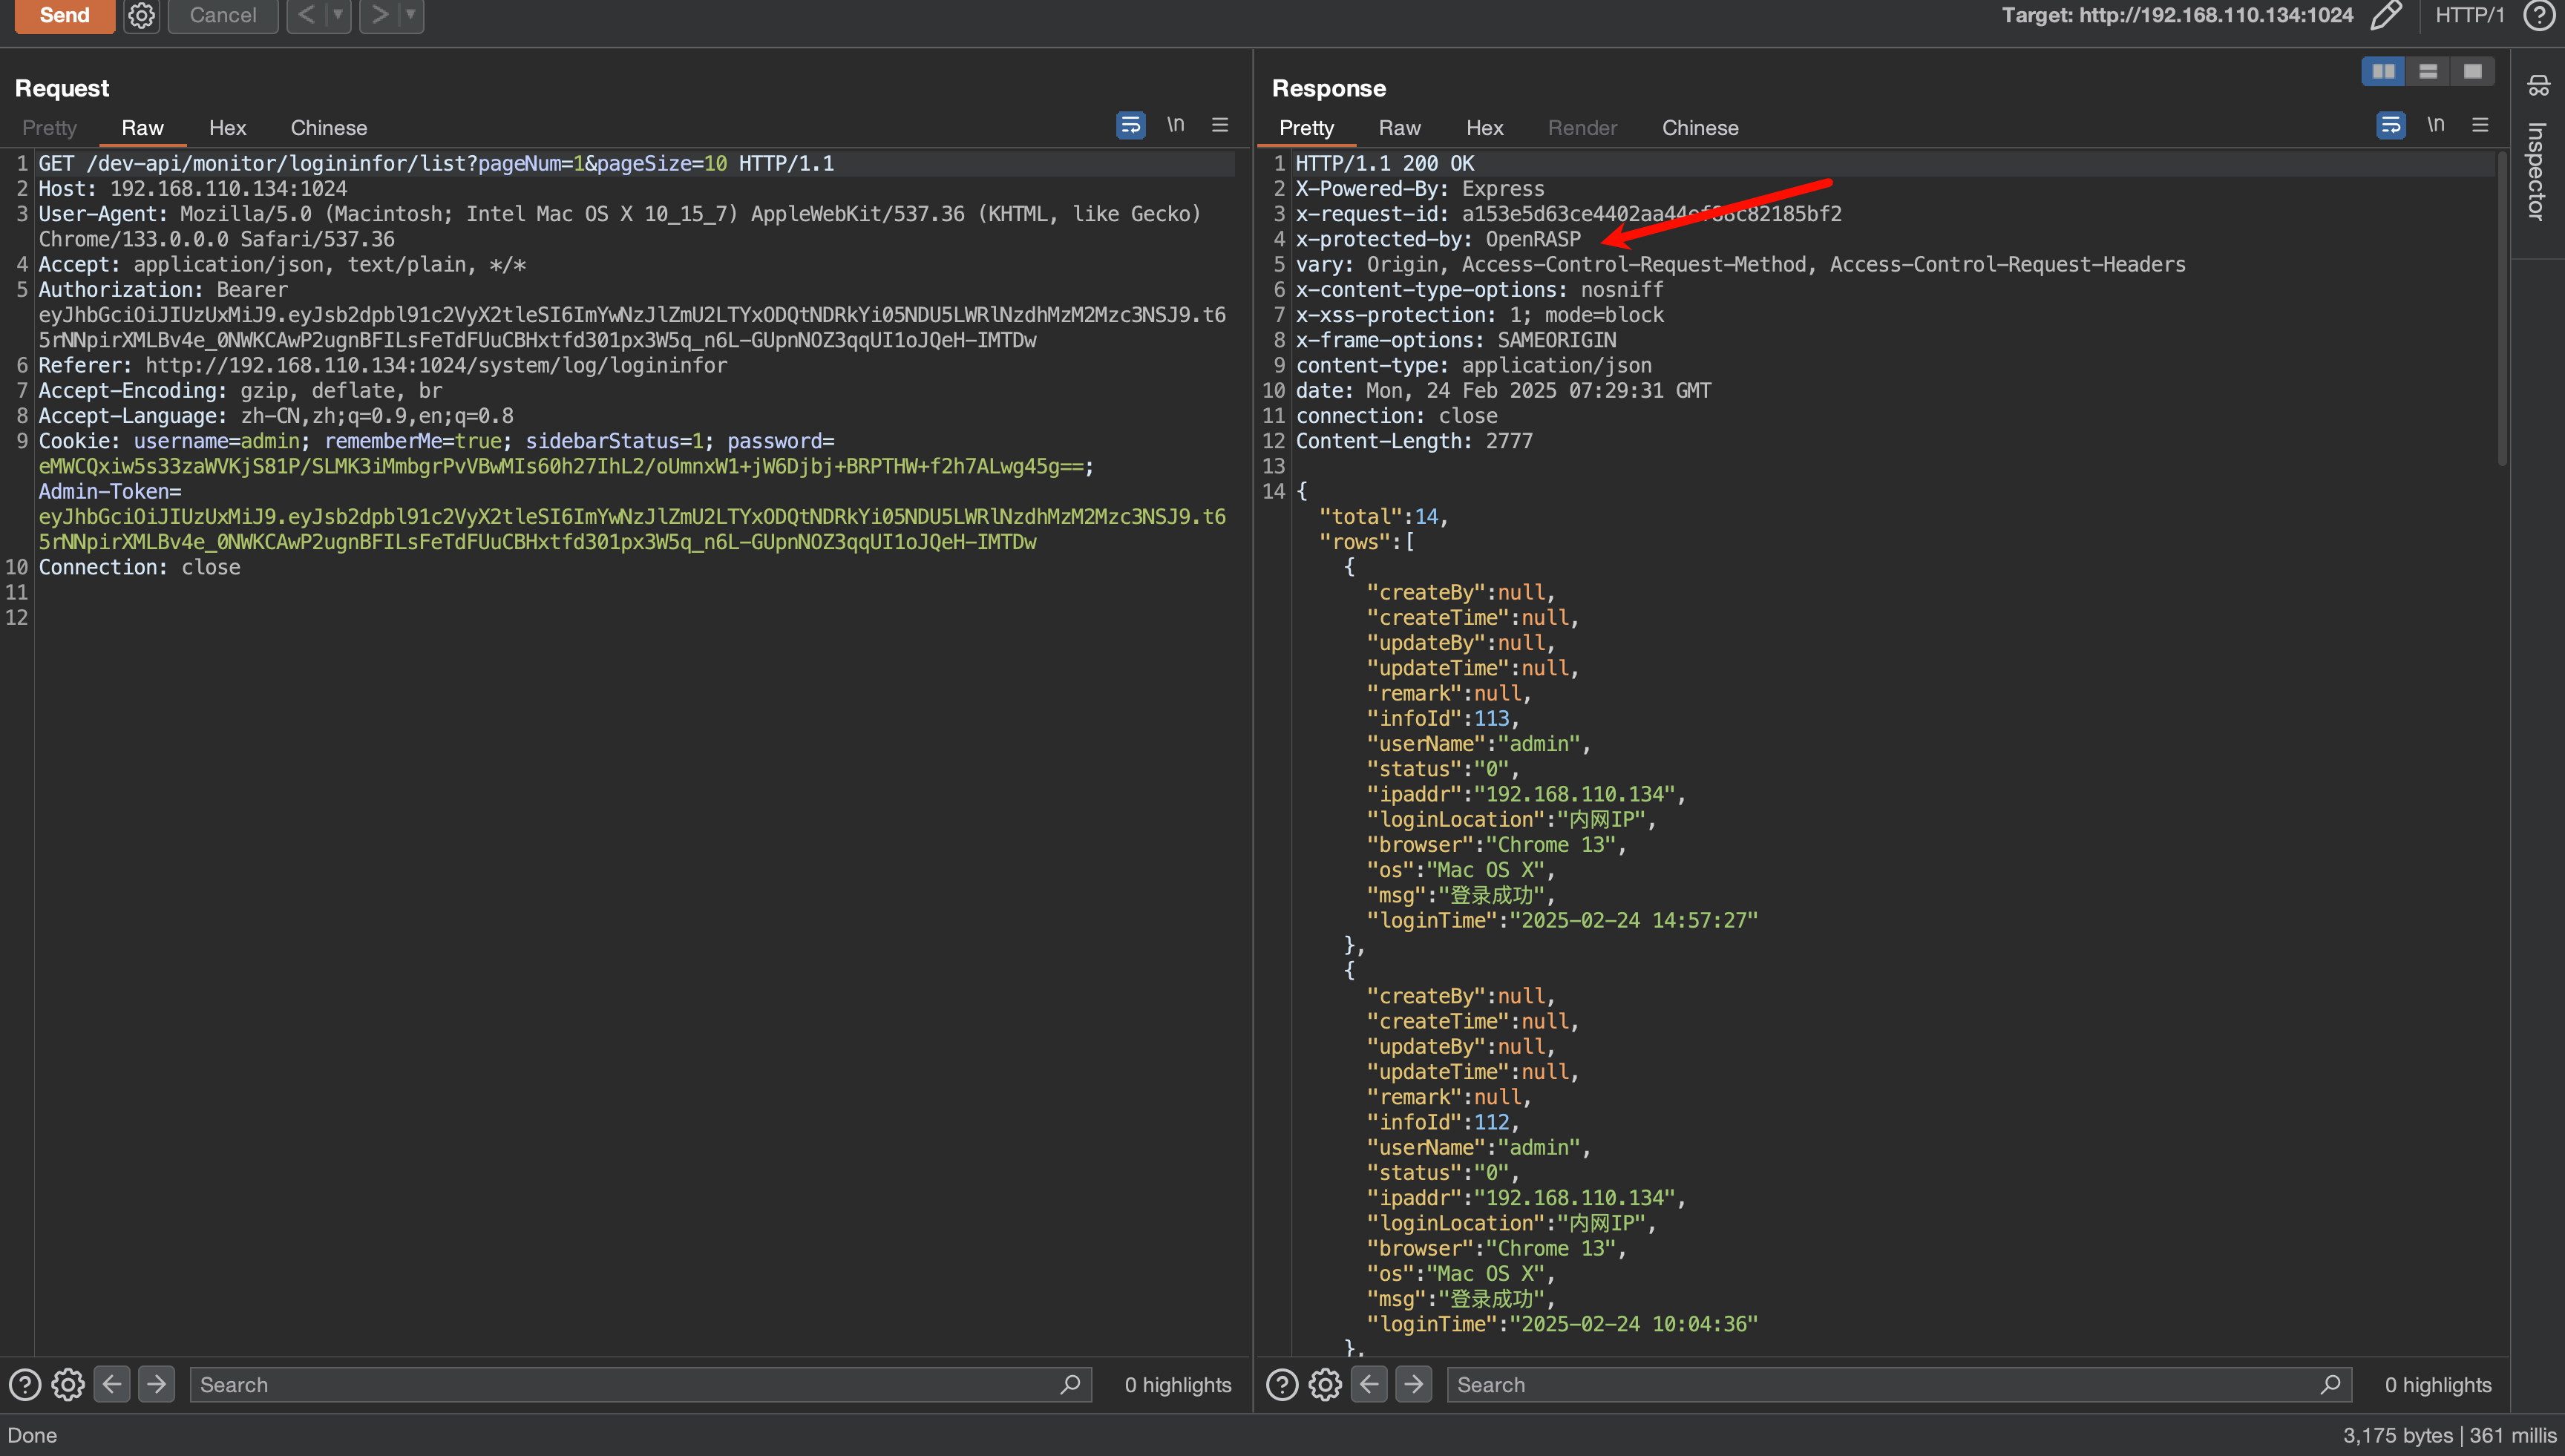 Send
Cancel
Target: http://192.168.110.134:1024
HTTP/1
Request
Pretty
Raw
Hex
Chinese
\n
1 GET /dev-api/monitor/logininfor/list?pageNum=1&pageSize=10 HTTP/1.1
2 Host: 192.168.110.134:1024
3 User-Agent: Mozilla/5.0 (Macintosh; Intel Mac OS X 10_15_7) AppleWebKit/537.36 (KHTML, like Gecko)
Chrome/133.0.0.0 Safari/537.36
4 Accept: application/json, text/plain, */*
5 Authorization: Bearer
eyJhbGciOiJIUzUxMiJ9.eyJsb2dpbl91c2VyX2tleSI6ImYwNzJlZmU2LTYxODQtNDRkYi05NDU5LWRlNzdhMzM2Mzc3NSJ9.t6
5rNNpirXMLBv4e_0NWKCAwP2ugnBFILsFeTdFUuCBHxtfd301px3W5q_n6L-GUpnNOZ3qqUI1oJQeH-IMTDw
6 Referer: http://192.168.110.134:1024/system/log/logininfor
7 Accept-Encoding: gzip, deflate, br
8 Accept-Language: zh-CN,zh;q=0.9,en;q=0.8
9 Cookie: username=admin; rememberMe=true; sidebarStatus=1; password=
eMWCQxiw5s33zaWVKjS81P/SLMK3iMmbgrPvVBwMIs60h27IhL2/oUmnxW1+jW6Djbj+BRPTHW+f2h7ALwg45g==;
Admin-Token=
eyJhbGciOiJIUzUxMiJ9.eyJsb2dpbl91c2VyX2tleSI6ImYwNzJlZmU2LTYxODQtNDRkYi05NDU5LWRlNzdhMzM2Mzc3NSJ9.t6
5rNNpirXMLBv4e_0NWKCAwP2ugnBFILsFeTdFUuCBHxtfd301px3W5q_n6L-GUpnNOZ3qqUI1oJQeH-IMTDw
10 Connection: close
11
12
Search
0 highlights
Response
Pretty
Raw
Hex
Render
Chinese
\n
1 HTTP/1.1 200 OK
2 X-Powered-By: Express
3 x-request-id: 
4 x-protected-by: OpenRASP
5 vary: Origin, Access-Control-Request-Method, Access-Control-Request-Headers
6 x-content-type-options: nosniff
7 x-xss-protection: 1; mode=block
8 x-frame-options: SAMEORIGIN
9 content-type: application/json
10 date: Mon, 24 Feb 2025 07:29:31 GMT
11 connection: close
12 Content-Length: 2777
13
14 {
"total":14,
"rows":[
{
"createBy":null,
"createTime":null,
"updateBy":null,
"updateTime":null,
"remark":null,
"infoId":113,
"userName":"admin",
"status":"0",
"ipaddr":"192.168.110.134",
"loginLocation":"内网IP",
"browser":"Chrome 13",
"os":"Mac OS X",
"msg":"登录成功",
"loginTime":"2025-02-24 14:57:27"
},
{
"createBy":null,
"createTime":null,
"updateBy":null,
"updateTime":null,
"remark":null,
"infoId":112,
"userName":"admin",
"status":"0",
"ipaddr":"192.168.110.134",
"loginLocation":"内网IP",
"browser":"Chrome 13",
"os":"Mac OS X",
"msg":"登录成功",
"loginTime":"2025-02-24 10:04:36"
},
Search
0 highlights
Inspector
Done
3,175 bytes | 361 millis